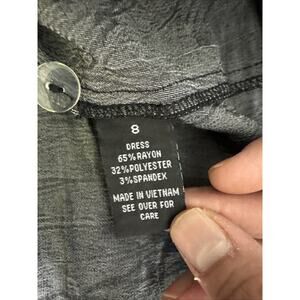 8
DRESS
65% RAYON
32% POLYESTER
3% SPANDEX
MADE IN VIETNAM
SEE OVER FOR
CARE